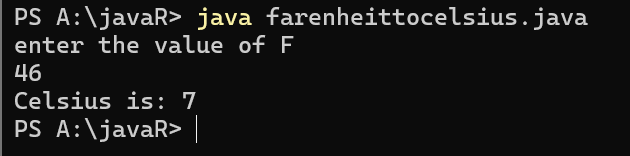 PS A:\javaR> java farenheittocelsius.java
enter the value of F
46
Celsius is: 7
PS A:\javaR>